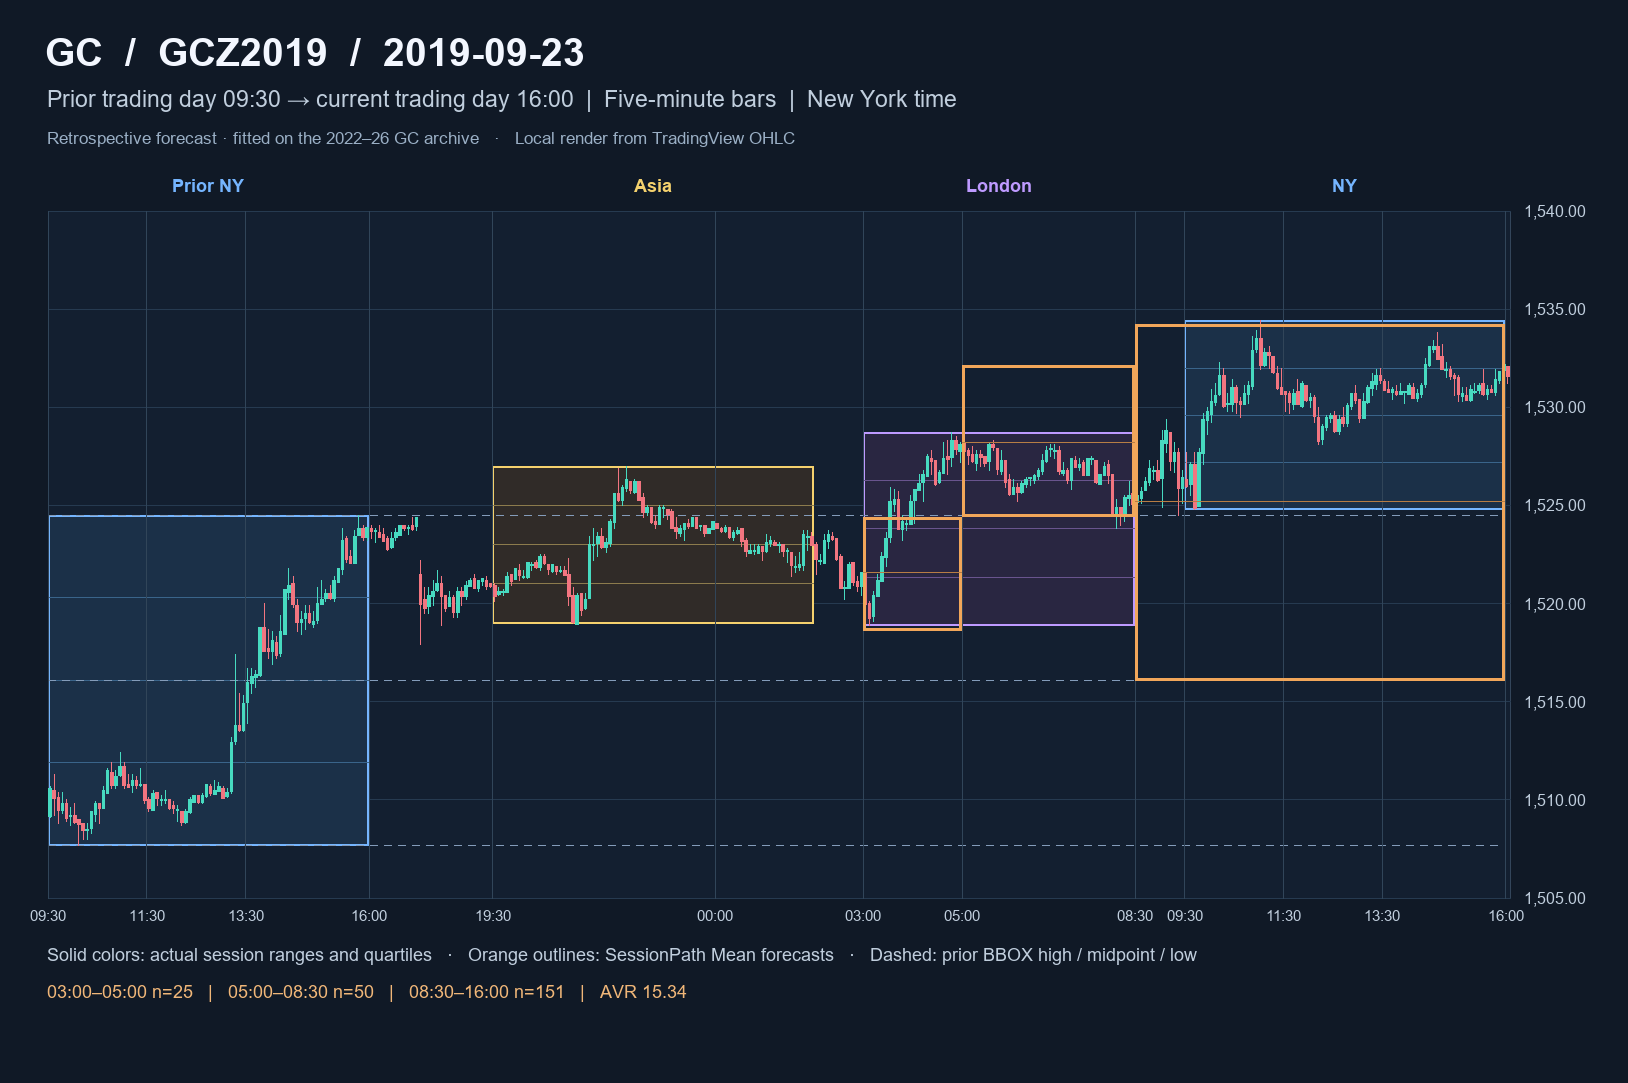 GC / GCZ2019 / 2019-09-23
Prior trading day 09:30 → current trading day 16:00 | Five-minute bars | New York time
Retrospective forecast · fitted on the 2022–26 GC archive · Local render from TradingView OHLC
Prior NY Asia London NY
1,540.00
1,535.00
1,530.00
1,525.00
1,520.00
1,515.00
1,510.00
1,505.00
09:30 11:30 13:30 16:00 19:30 00:00 03:00 05:00 08:30 09:30 11:30 13:30 16:00
Solid colors: actual session ranges and quartiles · Orange outlines: SessionPath Mean forecasts · Dashed: prior BBOX high / midpoint / low
03:00–05:00 n=25 | 05:00–08:30 n=50 | 08:30–16:00 n=151 | AVR 15.34